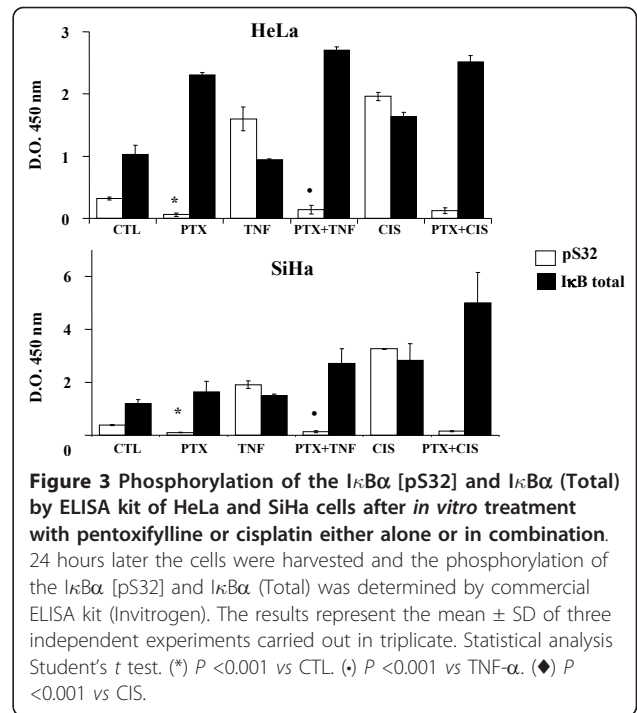 HeLa
3
2
1
0
D.O. 450 nm
*
•
CTL PTX TNF PTX+TNF CIS PTX+CIS
SiHa
6
4
2
0
D.O. 450 nm
*
•
CTL PTX TNF PTX+TNF CIS PTX+CIS
pS32
IκB total
Figure 3 Phosphorylation of the IκBα [pS32] and IκBα (Total)
by ELISA kit of HeLa and SiHa cells after in vitro treatment
with pentoxifylline or cisplatin either alone or in combination.
24 hours later the cells were harvested and the phosphorylation of
the IκBα [pS32] and IκBα (Total) was determined by commercial
ELISA kit (Invitrogen). The results represent the mean ± SD of three
independent experiments carried out in triplicate. Statistical analysis
Student's t test. (*) P <0.001 vs CTL. (•) P <0.001 vs TNF-α. (♦) P
<0.001 vs CIS.